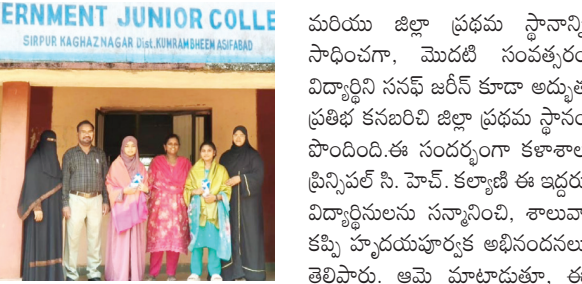 ERNMENT JUNIOR COLLE
SIRPUR KAGHAZNAGAR Dist.KUMRAMBHEEM ASIFABAD
మరియు జిల్లా ప్రథమ స్థానాన్ని
సాధించగా, మొదటి సంవత్సరం
విద్యార్థిని సనఫ్ జరీన్ కూడా అద్భుత
ప్రతిభ కనబరిచి జిల్లా ప్రథమ స్థానం
పొందింది.ఈ సందర్భంగా కళాశాల
ప్రిన్సిపల్ సి. హెచ్. కల్యాణి ఈ ఇద్దరు
విద్యార్థినులను సన్మానించి, శాలువా
కప్పి హృదయపూర్వక అభినందనలు
తెలిపారు. ఆమె మాట్లాడుతూ, ఈ